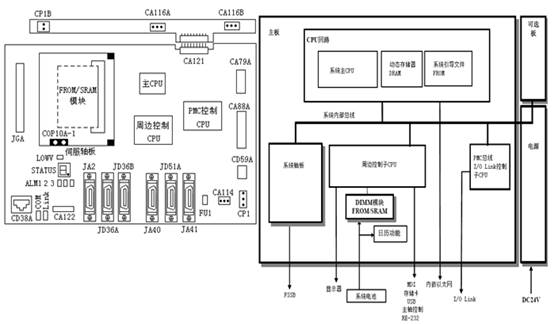 CP1B
CA116A
CA116B
CA121
CA79A
FROM/SRAM
模块
主CPU
PMC控制
CPU
周边控制
CPU
CA88A
JGA
COP10A-1
伺服轴板
LOWV
STATUS
ALM1 2 3
JA2
JD36B
JD51A
CD59A
CA114
FU1
CP1
CD38A
COM
Link
CA122
JD36A
JA40
JA41
主板
CPU回路
系统主CPU
动态存储器
DRAM
系统引导文件
FROM
可选板
系统内部总线
电源
系统轴板
周边控制子CPU
PMC总线
I/O Link控制
子CPU
DIMM模块
FROM/SRAM
日历功能
系统电池
FSSB
显示器
MDI
存储卡
USB
主轴控制
RS-232
内嵌以太网
I/O Link
DC24V